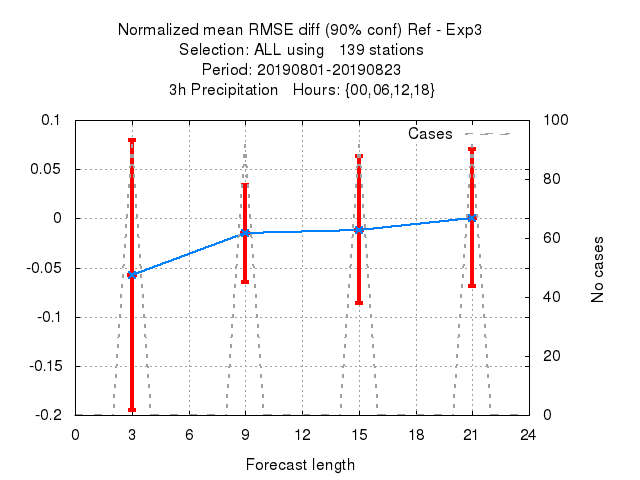 Normalized mean RMSE diff (90% conf) Ref - Exp3
Selection: ALL using   139 stations
Period: 20190801-20190823
3h Precipitation   Hours: {00,06,12,18}
0.1
0.05
0
-0.05
-0.1
-0.15
-0.2
Cases
100
80
60
40
20
0
No cases
0 3 6 9 12 15 18 21 24
Forecast length